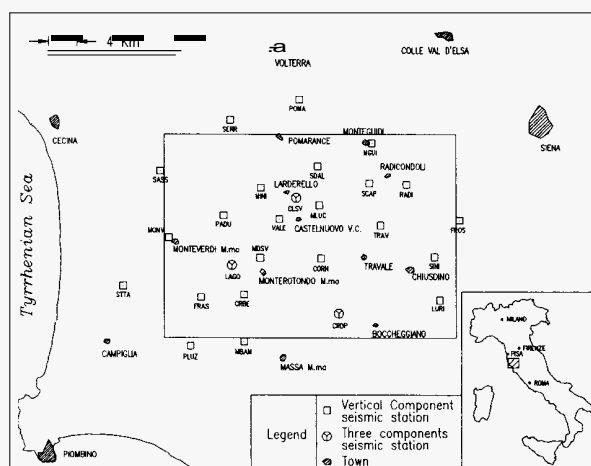 4 Km
VOLTERRA
COLLE VAL D'ELSA
POMA
SERR
CECINA
MONTEGUIDI
POMARANCE
MGUI
SIENA
SASS
SDAL
RADICONDOLI
LARDERELLO
MINI
CLSV
SCAP
RADI
MLUC
PADU
VALE
CASTELNUOVO V.C.
TRAV
FROS
MONV
MONTEVERDI M.mo
MDSV
LAGO
MONTEROTONDO M.mo
CORN
TRAVALE
SINI
CHIUSDINO
Tyrrhenian Sea
STTA
FRAS
CRBE
CRDP
LURI
BOCCHEGGIANO
CAMPIGLIA
PLUZ
MBAM
MASSA M.mo
MILANO
FIRENZE
PISA
ROMA
PIOMBINO
Legend
Vertical Component
seismic station
Three components
seismic station
Town